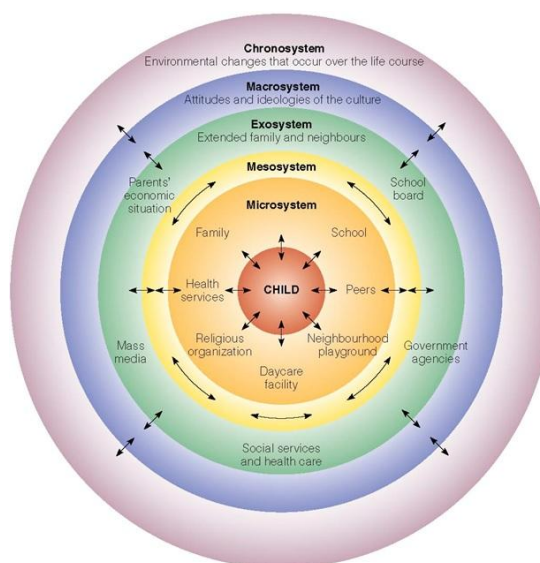 Chronosystem
Environmental changes that occur over the life course
Macrosystem
Attitudes and ideologies of the culture
Exosystem
Extended family and neighbours
Mesosystem
Parents'
economic
situation
School
board
Microsystem
Family
School
Health
services
CHILD
Peers
Religious
organization
Neighbourhood
playground
Mass
media
Government
agencies
Daycare
facility
Social services
and health care